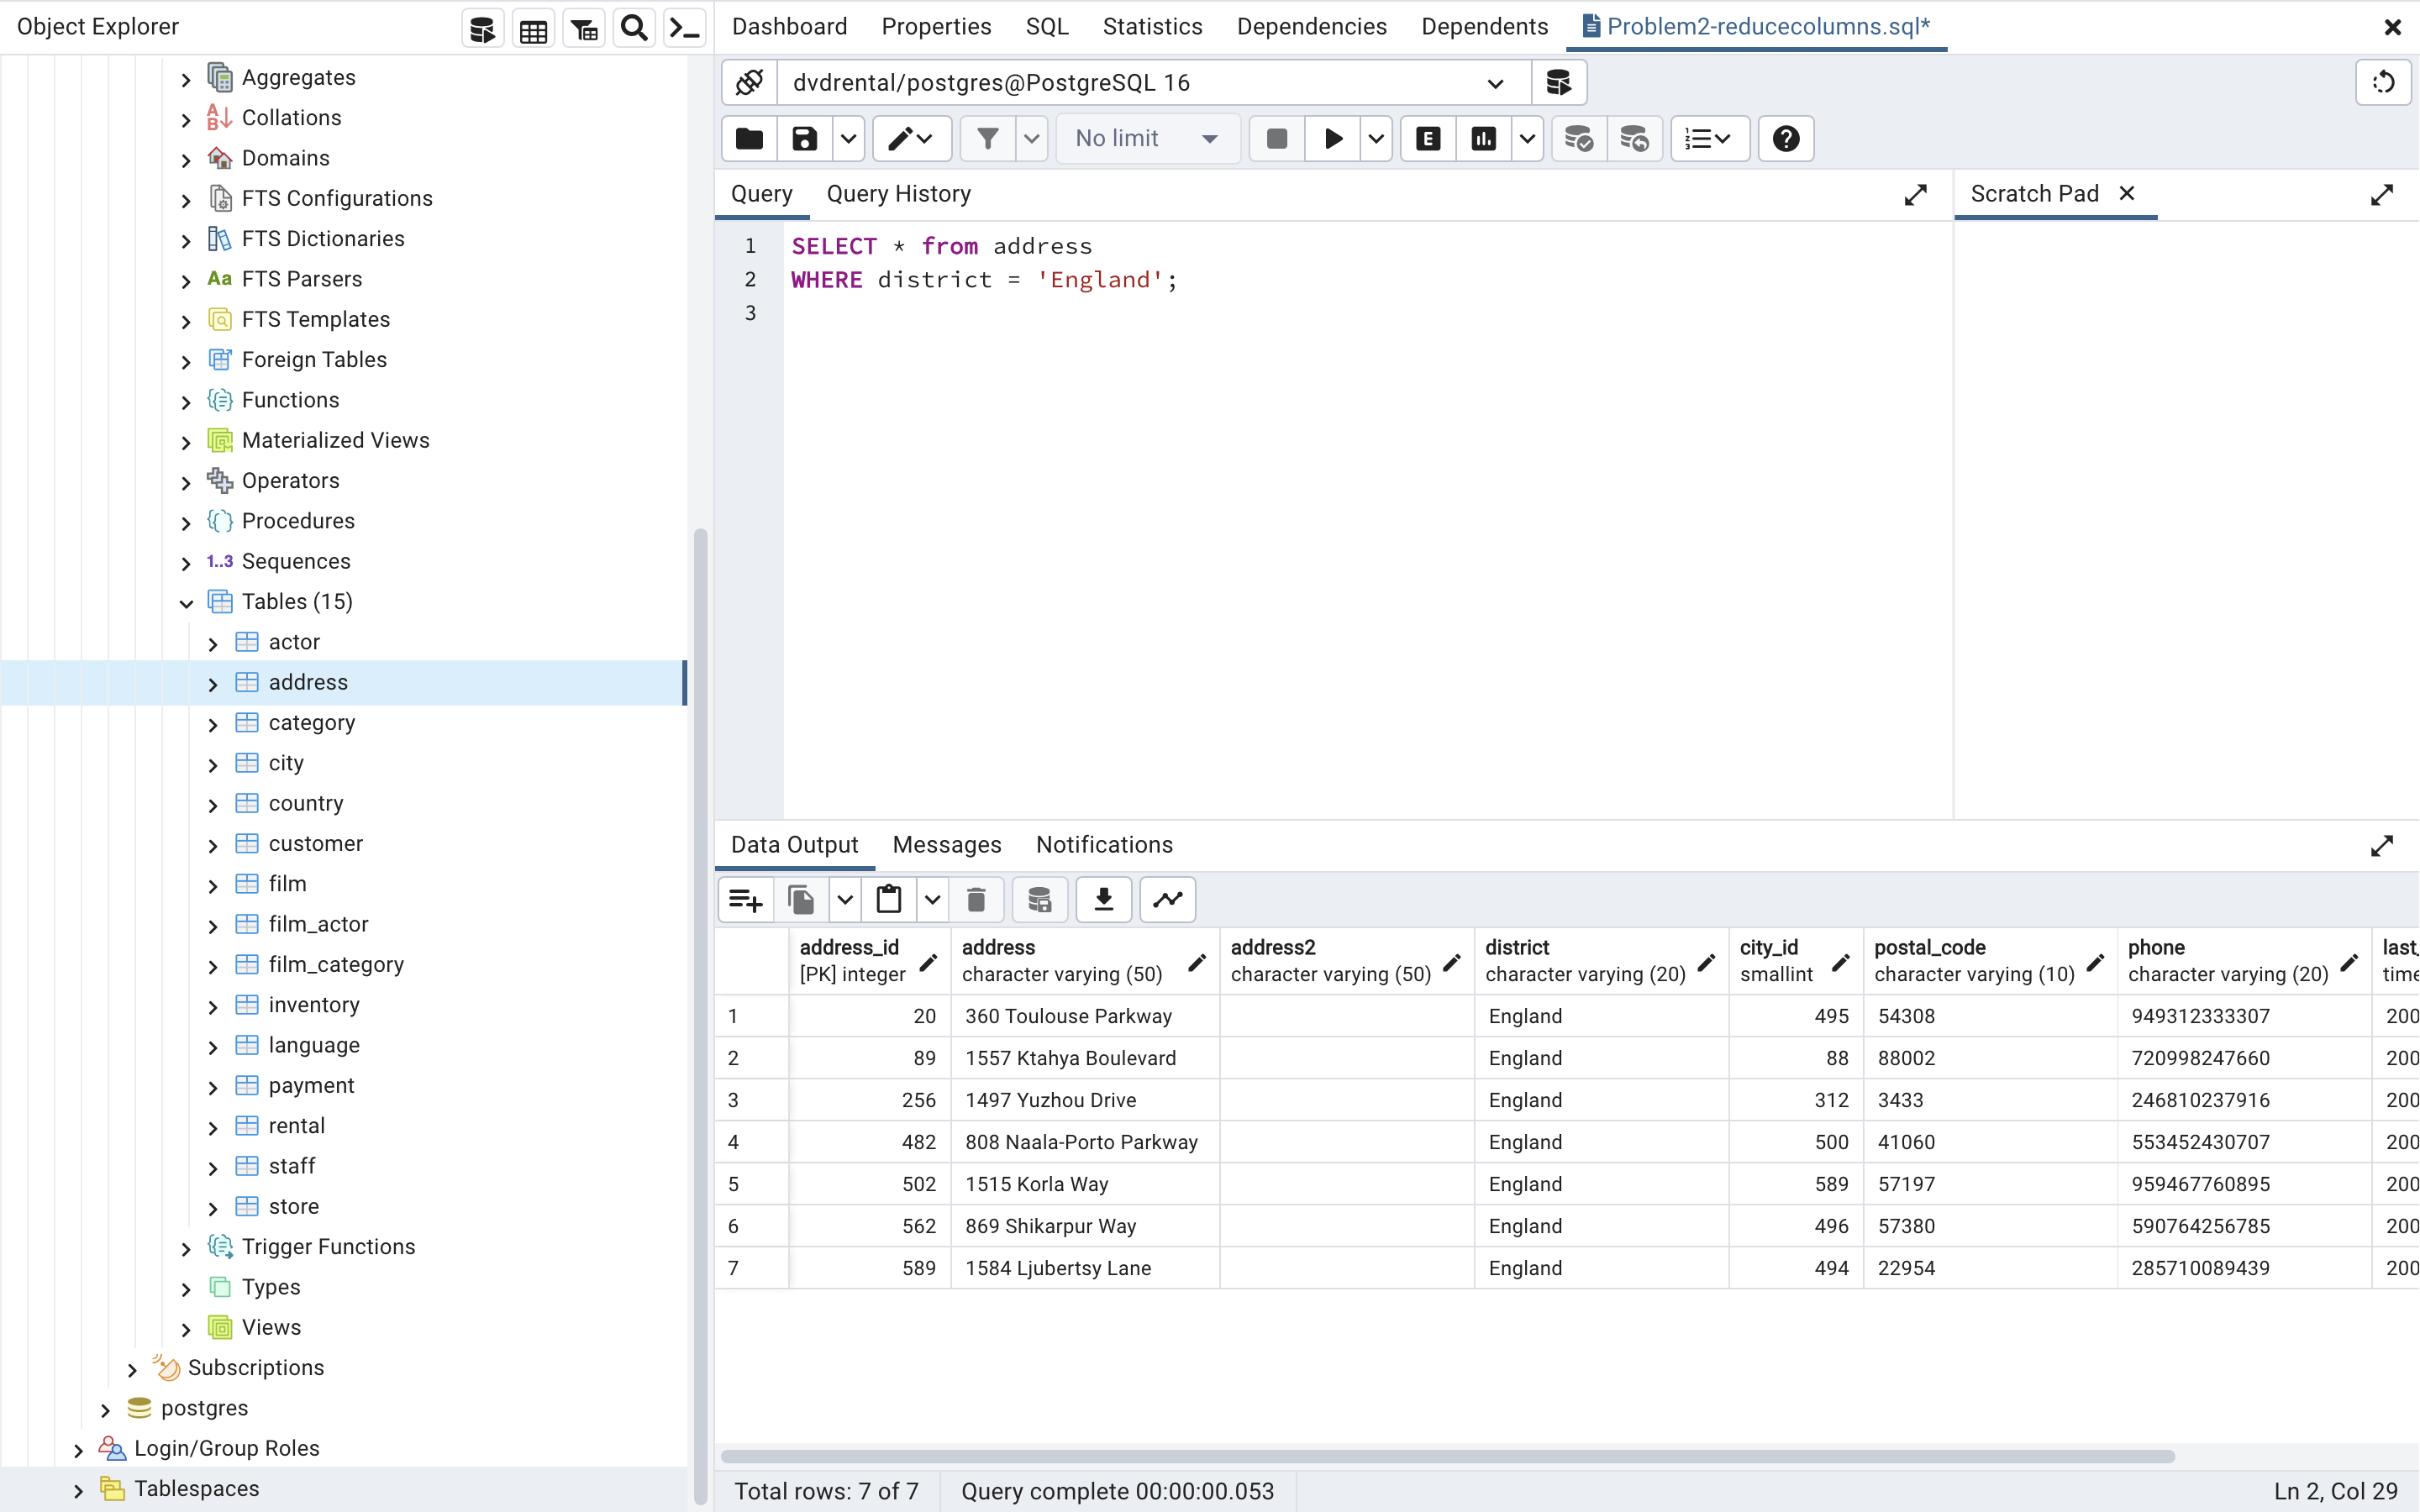 Object Explorer
Dashboard Properties SQL Statistics Dependencies Dependents Problem2-reducecolumns.sql*
Aggregates
Collations
Domains
FTS Configurations
FTS Dictionaries
Aa FTS Parsers
FTS Templates
Foreign Tables
Functions
Materialized Views
Operators
Procedures
1..3 Sequences
Tables (15)
actor
address
category
city
country
customer
film
film_actor
film_category
inventory
language
payment
rental
staff
store
Trigger Functions
Types
Views
Subscriptions
postgres
Login/Group Roles
Tablespaces
dvdrental/postgres@PostgreSQL 16
No limit E
Query Query History Scratch Pad
1 SELECT * from address
2 WHERE district = 'England';
3
Data Output Messages Notifications
address_id address address2 district city_id postal_code phone last_
[PK] integer character varying (50) character varying (50) character varying (20) smallint character varying (10) character varying (20) time
1 20 360 Toulouse Parkway England 495 54308 949312333307 200
2 89 1557 Ktahya Boulevard England 88 88002 720998247660 200
3 256 1497 Yuzhou Drive England 312 3433 246810237916 200
4 482 808 Naala-Porto Parkway England 500 41060 553452430707 200
5 502 1515 Korla Way England 589 57197 959467760895 200
6 562 869 Shikarpur Way England 496 57380 590764256785 200
7 589 1584 Ljubertsy Lane England 494 22954 285710089439 200
Total rows: 7 of 7 Query complete 00:00:00.053 Ln 2, Col 29